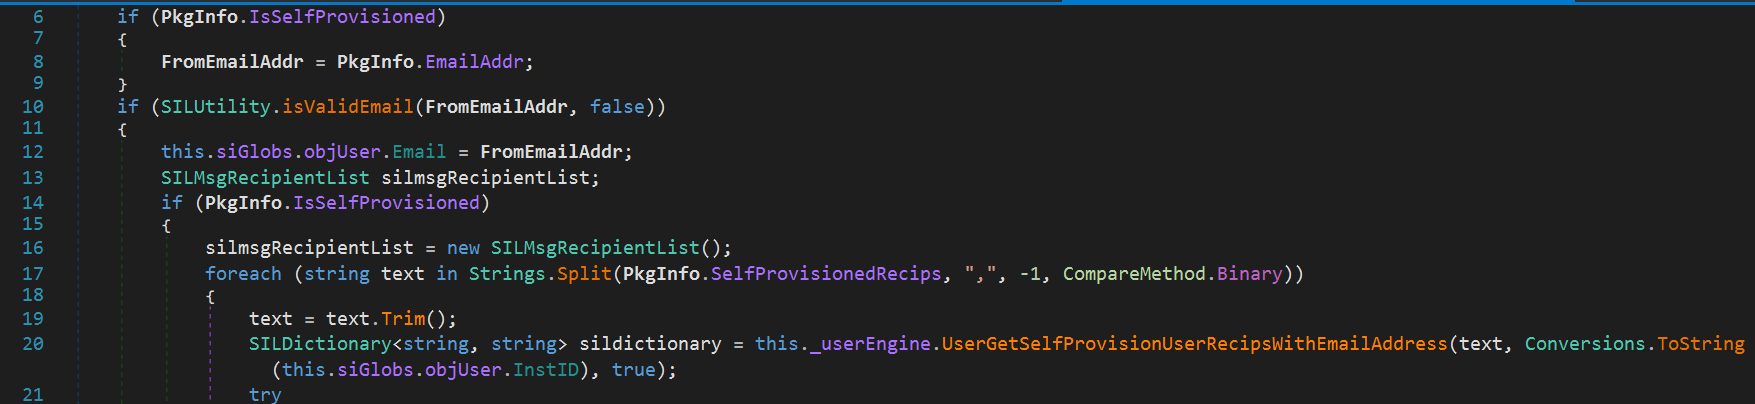 6 if (PkgInfo.IsSelfProvisioned)
7 {
8 FromEmailAddr = PkgInfo.EmailAddr;
9 }
10 if (SILUtility.isValidEmail(FromEmailAddr, false))
11 {
12 this.siGlobs.objUser.Email = FromEmailAddr;
13 SILMsgRecipientList silmsgRecipientList;
14 if (PkgInfo.IsSelfProvisioned)
15 {
16 silmsgRecipientList = new SILMsgRecipientList();
17 foreach (string text in Strings.Split(PkgInfo.SelfProvisionedRecips, ",", -1, CompareMethod.Binary))
18 {
19 text = text.Trim();
20 SILDictionary<string, string> sildictionary = this._userEngine.UserGetSelfProvisionUserRecipsWithEmailAddress(text, Conversions.ToString
(this.siGlobs.objUser.InstID), true);
21 try